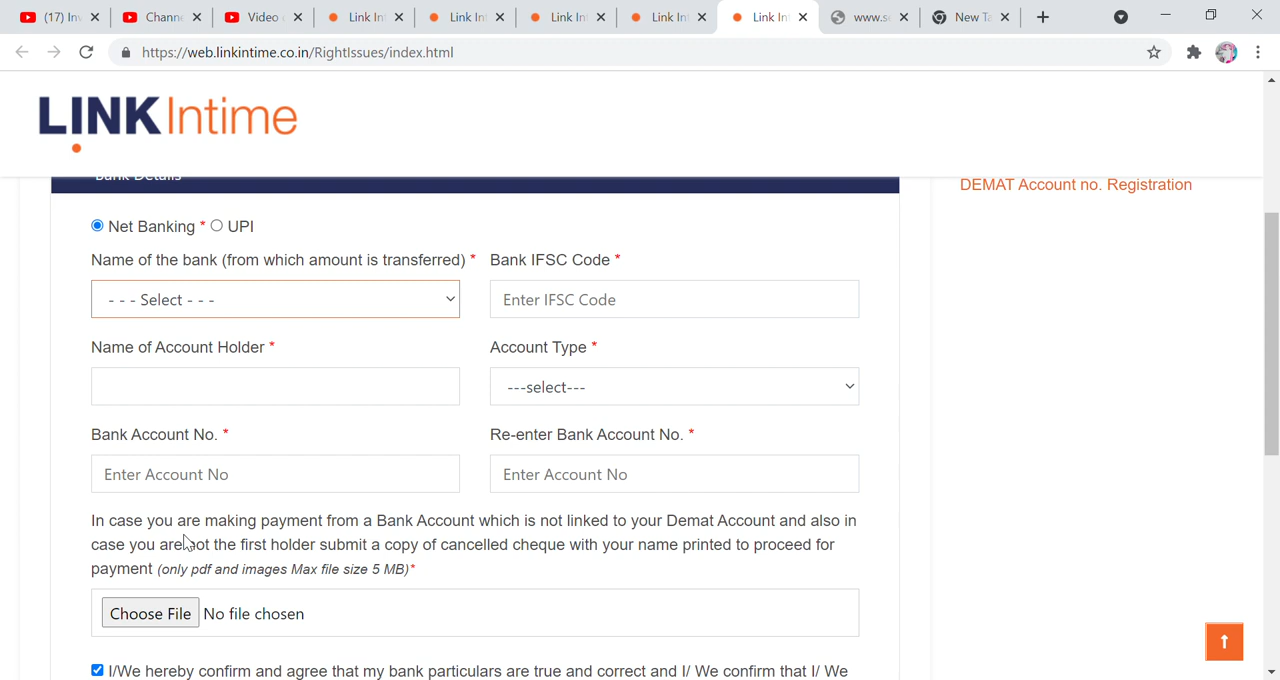 (17) In
Chann
Video
Link In
Link In
Link In
Link In
Link In
www.s
New Ta
https://web.linkintime.co.in/RightIssues/index.html
LINK Intime
Bank Details
DEMAT Account no. Registration
Net Banking * UPI
Name of the bank (from which amount is transferred) * Bank IFSC Code *
- - - Select - - - Enter IFSC Code
Name of Account Holder * Account Type *
---select---
Bank Account No. * Re-enter Bank Account No. *
Enter Account No Enter Account No
In case you are making payment from a Bank Account which is not linked to your Demat Account and also in
case you are not the first holder submit a copy of cancelled cheque with your name printed to proceed for
payment (only pdf and images Max file size 5 MB)*
Choose File No file chosen
I/We hereby confirm and agree that my bank particulars are true and correct and I/ We confirm that I/ We